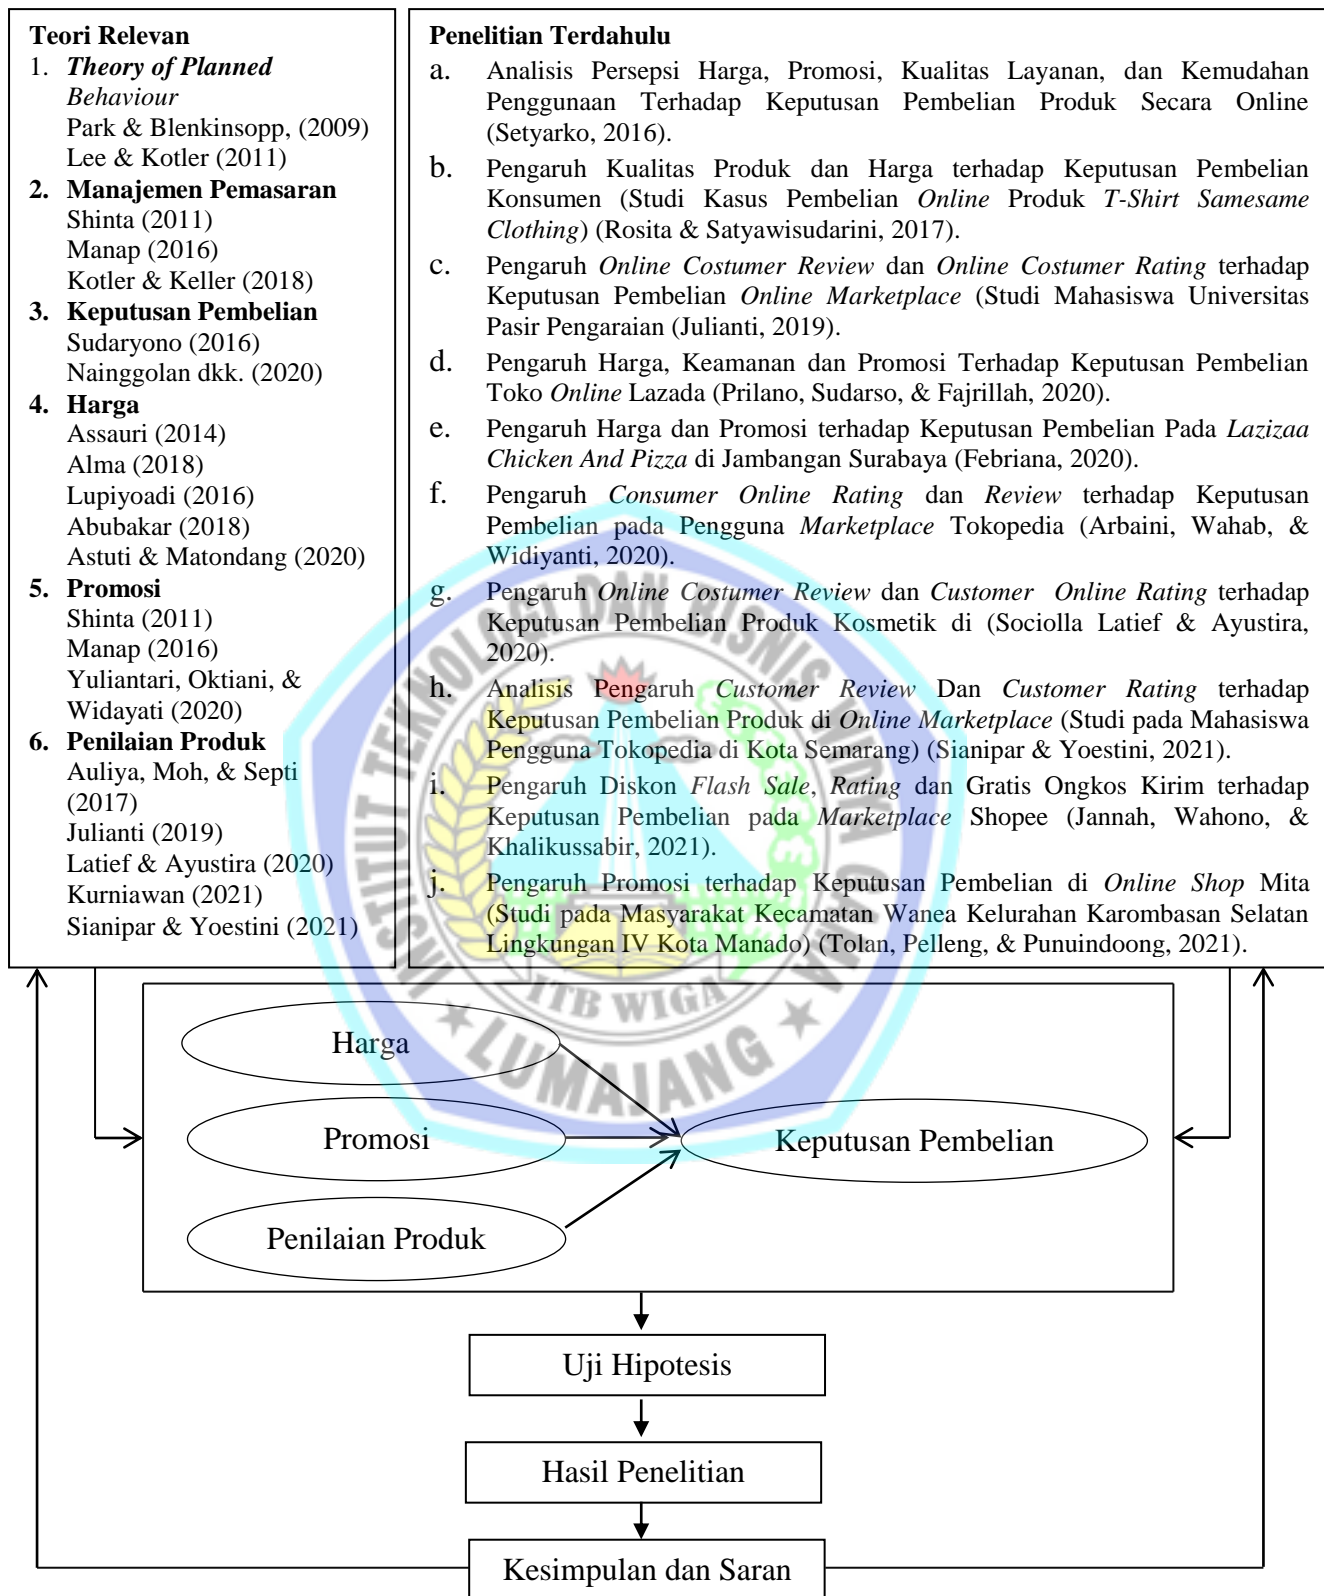 Teori Relevan
1. Theory of Planned
Behaviour
Park & Blenkinsopp, (2009)
Lee & Kotler (2011)
2. Manajemen Pemasaran
Shinta (2011)
Manap (2016)
Kotler & Keller (2018)
3. Keputusan Pembelian
Sudaryono (2016)
Nainggolan dkk. (2020)
4. Harga
Assauri (2014)
Alma (2018)
Lupiyoadi (2016)
Abubakar (2018)
Astuti & Matondang (2020)
5. Promosi
Shinta (2011)
Manap (2016)
Yuliantari, Oktiani, &
Widayati (2020)
6. Penilaian Produk
Auliya, Moh, & Septi
(2017)
Julianti (2019)
Latief & Ayustira (2020)
Kurniawan (2021)
Sianipar & Yoestini (2021)
Penelitian Terdahulu
a. Analisis Persepsi Harga, Promosi, Kualitas Layanan, dan Kemudahan
Penggunaan Terhadap Keputusan Pembelian Produk Secara Online
(Setyarko, 2016).
b. Pengaruh Kualitas Produk dan Harga terhadap Keputusan Pembelian
Konsumen (Studi Kasus Pembelian Online Produk T-Shirt Samesame
Clothing) (Rosita & Satyawisudarini, 2017).
c. Pengaruh Online Costumer Review dan Online Costumer Rating terhadap
Keputusan Pembelian Online Marketplace (Studi Mahasiswa Universitas
Pasir Pengaraian (Julianti, 2019).
d. Pengaruh Harga, Keamanan dan Promosi Terhadap Keputusan Pembelian
Toko Online Lazada (Prilano, Sudarso, & Fajrillah, 2020).
e. Pengaruh Harga dan Promosi terhadap Keputusan Pembelian Pada Lazizaa
Chicken And Pizza di Jambangan Surabaya (Febriana, 2020).
f. Pengaruh Consumer Online Rating dan Review terhadap Keputusan
Pembelian pada Pengguna Marketplace Tokopedia (Arbaini, Wahab, &
Widiyanti, 2020).
g. Pengaruh Online Costumer Review dan Customer Online Rating terhadap
Keputusan Pembelian Produk Kosmetik di (Sociolla Latief & Ayustira,
2020).
h. Analisis Pengaruh Customer Review Dan Customer Rating terhadap
Keputusan Pembelian Produk di Online Marketplace (Studi pada Mahasiswa
Pengguna Tokopedia di Kota Semarang) (Sianipar & Yoestini, 2021).
i. Pengaruh Diskon Flash Sale, Rating dan Gratis Ongkos Kirim terhadap
Keputusan Pembelian pada Marketplace Shopee (Jannah, Wahono, &
Khalikussabir, 2021).
j. Pengaruh Promosi terhadap Keputusan Pembelian di Online Shop Mita
(Studi pada Masyarakat Kecamatan Wanea Kelurahan Karombasan Selatan
Lingkungan IV Kota Manado) (Tolan, Pelleng, & Punuindoong, 2021).
INSTITUT TEKNOLOGI DAN BISNIS WIDYA GAMA
ITB WIGA
LUMAJANG
Harga
Promosi
Keputusan Pembelian
Penilaian Produk
Uji Hipotesis
Hasil Penelitian
Kesimpulan dan Saran